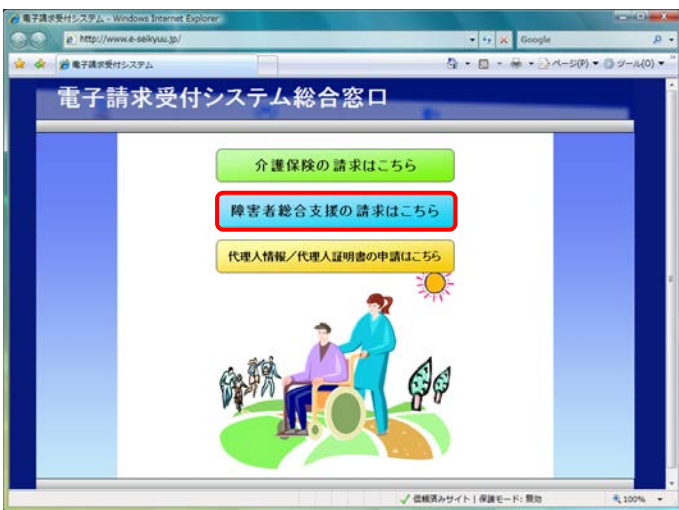 電子請求受付システム - Windows Internet Explorer
http://www.e-seikyuu.jp/
Google
電子請求受付システム
ページ(P)
ツール(O)
電子請求受付システム総合窓口
介護保険の請求はこちら
障害者総合支援の請求はこちら
代理人情報／代理人証明書の申請はこちら
信頼済みサイト | 保護モード: 無効
100%